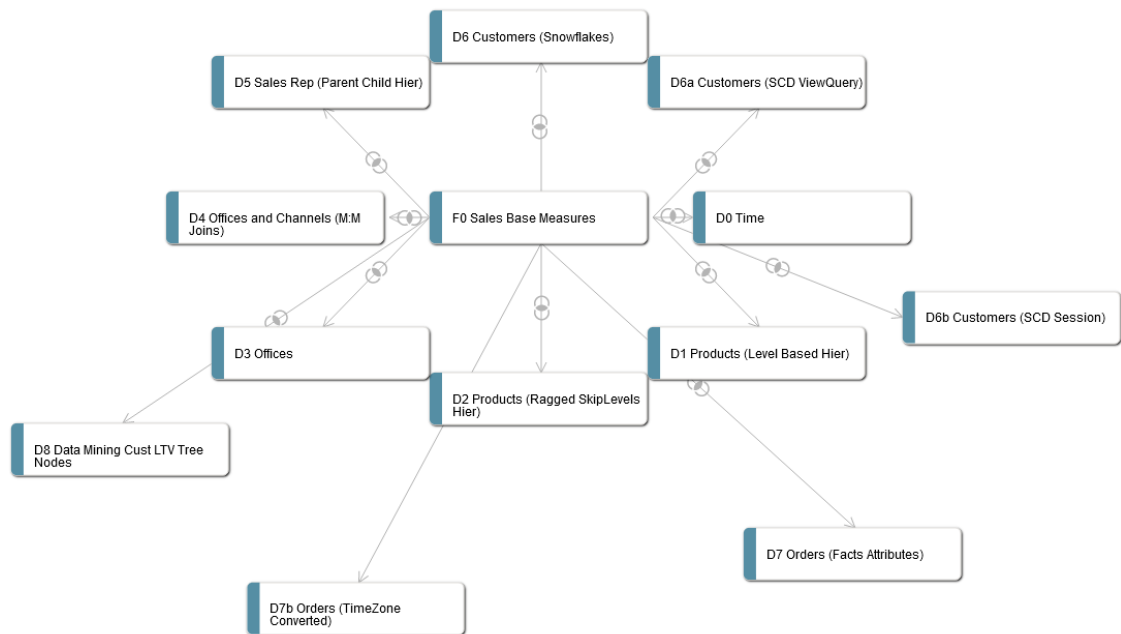 D6 Customers (Snowflakes)
D5 Sales Rep (Parent Child Hier)
D6a Customers (SCD ViewQuery)
D4 Offices and Channels (M:M
Joins)
F0 Sales Base Measures
D0 Time
D6b Customers (SCD Session)
D3 Offices
D1 Products (Level Based Hier)
D2 Products (Ragged SkipLevels
Hier)
D8 Data Mining Cust LTV Tree
Nodes
D7 Orders (Facts Attributes)
D7b Orders (TimeZone
Converted)